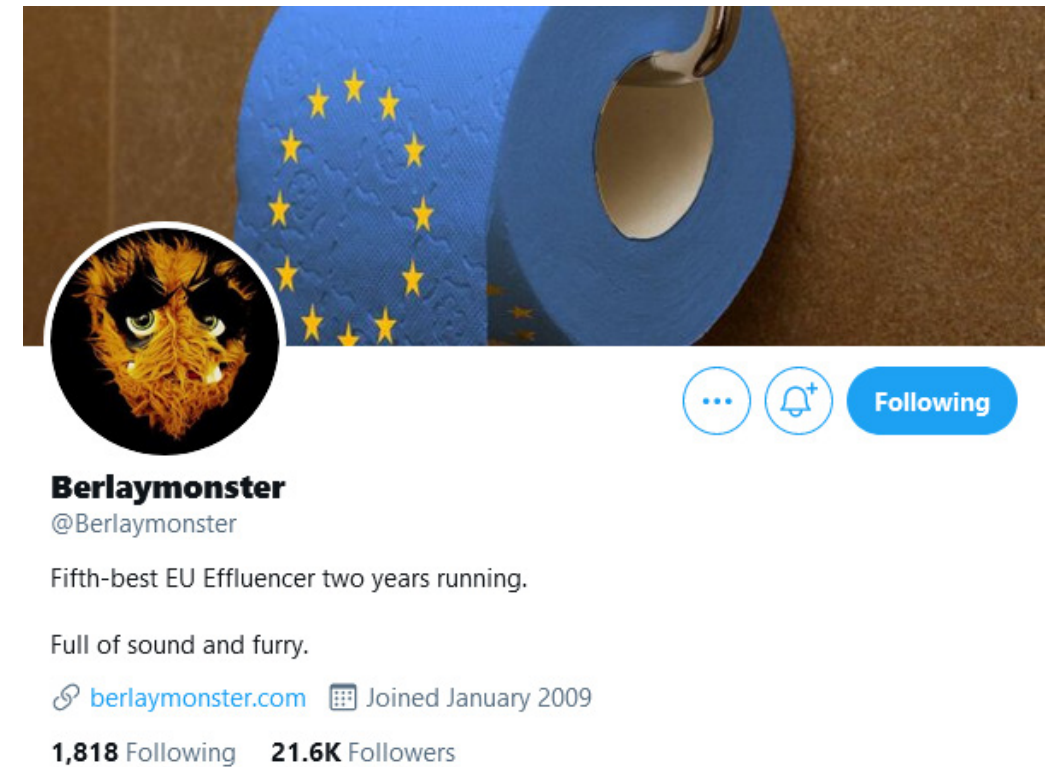 Following
Berlaymonster
@Berlaymonster
Fifth-best EU Effluencer two years running.
Full of sound and furry.
berlaymonster.com Joined January 2009
1,818 Following 21.6K Followers